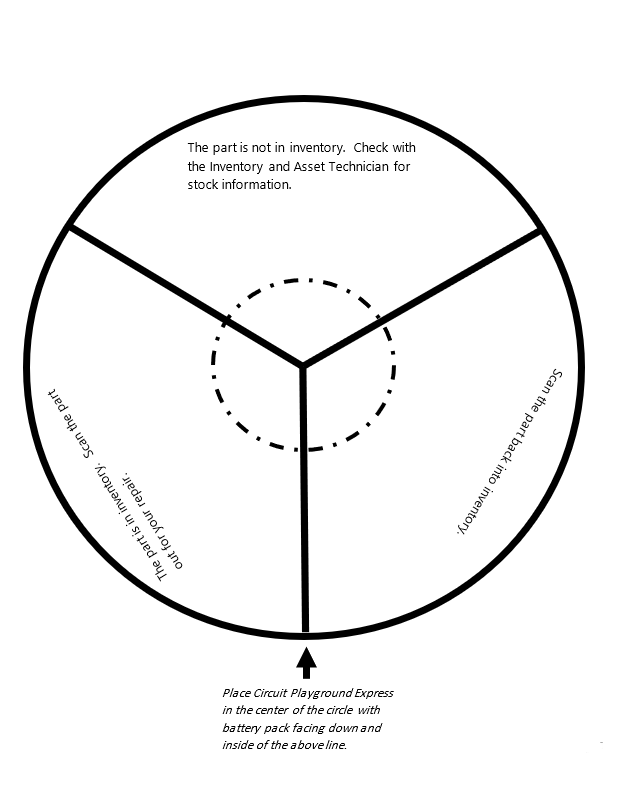 The part is not in inventory. Check with
the Inventory and Asset Technician for
stock information.
Scan the part back into inventory.
The part is in inventory. Scan the part
out for your repair.
Place Circuit Playground Express
in the center of the circle with
battery pack facing down and
inside of the above line.